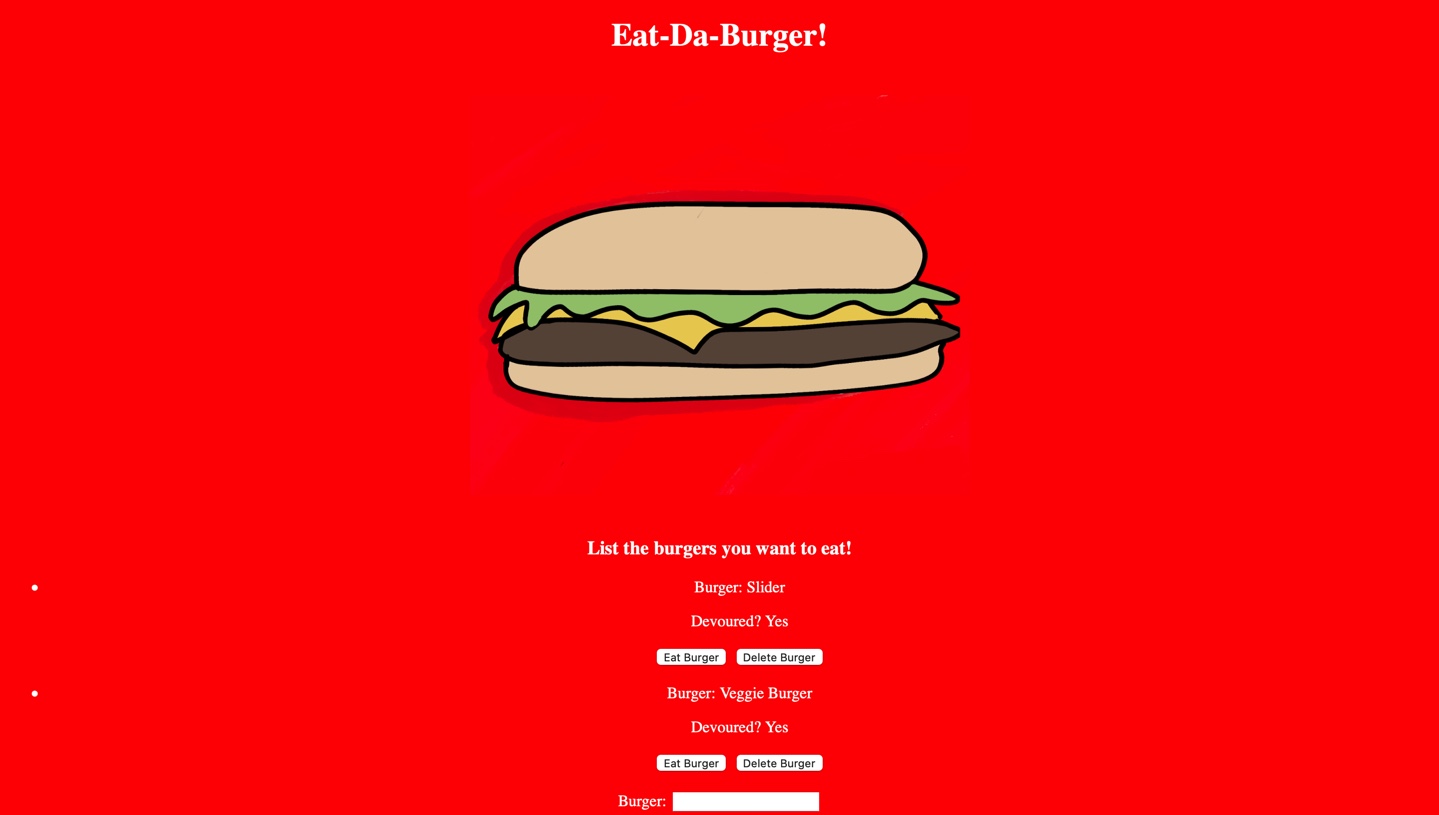 Eat-Da-Burger!
List the burgers you want to eat!
Burger: Slider
Devoured? Yes
Eat Burger Delete Burger
Burger: Veggie Burger
Devoured? Yes
Eat Burger Delete Burger
Burger: